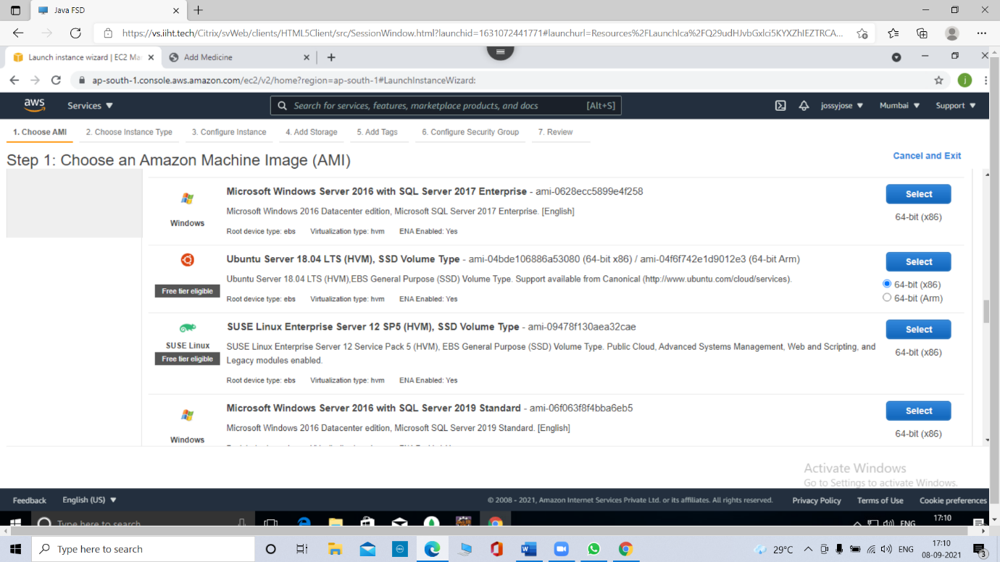 Java FSD
https://vs.iiht.tech/Citrix/svWeb/clients/HTML5Client/src/SessionWindow.html?launchid=1631072441771#launchurl=Resources%2FLaunchIca%2FQ29udHJvbGxlci5KYXZhIEZTRCA...
Launch instance wizard | EC2 Ma
Add Medicine
ap-south-1.console.aws.amazon.com/ec2/v2/home?region=ap-south-1#LaunchInstanceWizard:
j
aws
Services
Search for services, features, marketplace products, and docs
[Alt+S]
jossyjose
Mumbai
Support
1. Choose AMI
2. Choose Instance Type
3. Configure Instance
4. Add Storage
5. Add Tags
6. Configure Security Group
7. Review
Step 1: Choose an Amazon Machine Image (AMI)
Cancel and Exit
Windows
Microsoft Windows Server 2016 with SQL Server 2017 Enterprise - ami-0628ecc5899e4f258
Microsoft Windows 2016 Datacenter edition, Microsoft SQL Server 2017 Enterprise. [English]
Root device type: ebs Virtualization type: hvm ENA Enabled: Yes
Select
64-bit (x86)
Free tier eligible
Ubuntu Server 18.04 LTS (HVM), SSD Volume Type - ami-04bde106886a53080 (64-bit x86) / ami-04f6f742e1d9012e3 (64-bit Arm)
Ubuntu Server 18.04 LTS (HVM),EBS General Purpose (SSD) Volume Type. Support available from Canonical (http://www.ubuntu.com/cloud/services).
Root device type: ebs Virtualization type: hvm ENA Enabled: Yes
Select
64-bit (x86)
64-bit (Arm)
SUSE Linux
Free tier eligible
SUSE Linux Enterprise Server 12 SP5 (HVM), SSD Volume Type - ami-09478f130aea32cae
SUSE Linux Enterprise Server 12 Service Pack 5 (HVM), EBS General Purpose (SSD) Volume Type. Public Cloud, Advanced Systems Management, Web and Scripting, and
Legacy modules enabled.
Root device type: ebs Virtualization type: hvm ENA Enabled: Yes
Select
64-bit (x86)
Windows
Microsoft Windows Server 2016 with SQL Server 2019 Standard - ami-06f063f8f4bba6eb5
Microsoft Windows 2016 Datacenter edition, Microsoft SQL Server 2019 Standard. [English]
Select
64-bit (x86)
Activate Windows
Go to Settings to activate Windows.
Feedback
English (US)
© 2008 - 2021, Amazon Internet Services Private Ltd. or its affiliates. All rights reserved.
Privacy Policy
Terms of Use
Cookie preferences
Type here to search
ENG
17:10
Type here to search
29°C
ENG
17:10
08-09-2021
3